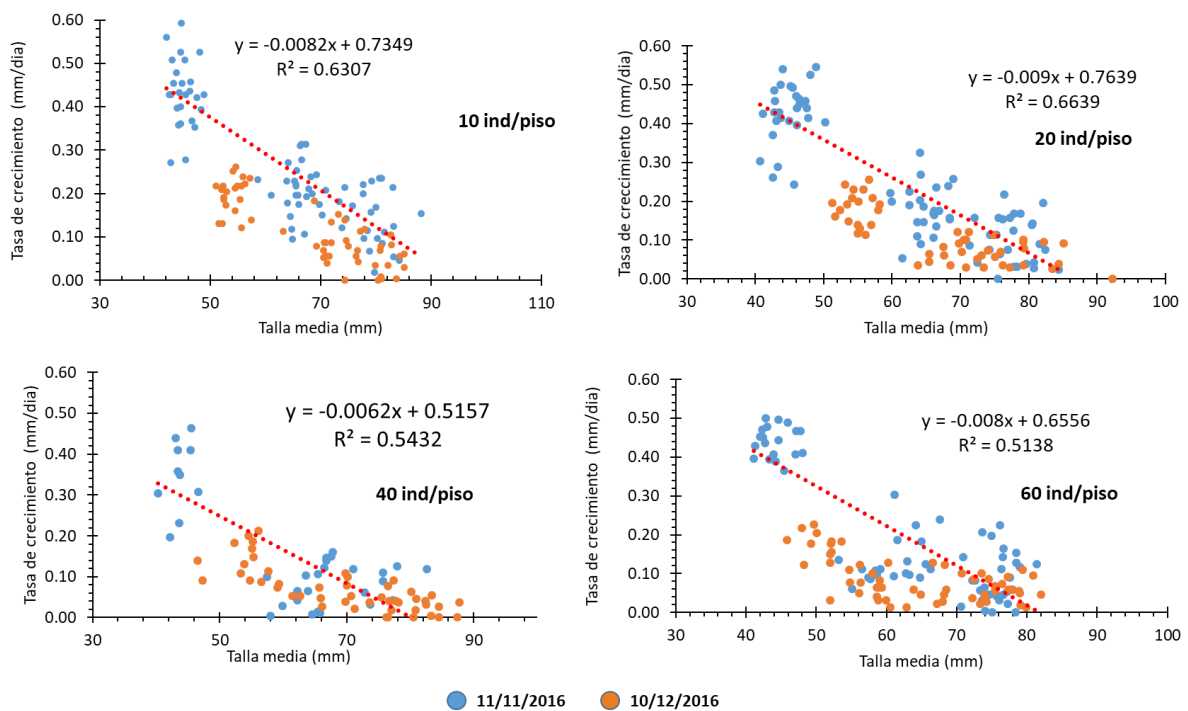 Tasa de crecimiento (mm/dia)
0.60
0.50
0.40
0.30
0.20
0.10
0.00
y = -0.0082x + 0.7349
R² = 0.6307
10 ind/piso
30 50 70 90 110
Talla media (mm)
Tasa de crecimiento (mm/dia)
0.60
0.50
0.40
0.30
0.20
0.10
0.00
y = -0.009x + 0.7639
R² = 0.6639
20 ind/piso
30 40 50 60 70 80 90 100
Talla media (mm)
Tasa de crecimiento (mm/dia)
0.60
0.50
0.40
0.30
0.20
0.10
0.00
y = -0.0062x + 0.5157
R² = 0.5432
40 ind/piso
30 50 70 90
Talla media (mm)
Tasa de crecimiento (mm/dia)
0.60
0.50
0.40
0.30
0.20
0.10
0.00
y = -0.008x + 0.6556
R² = 0.5138
60 ind/piso
30 40 50 60 70 80 90 100
Talla media (mm)
11/11/2016 10/12/2016